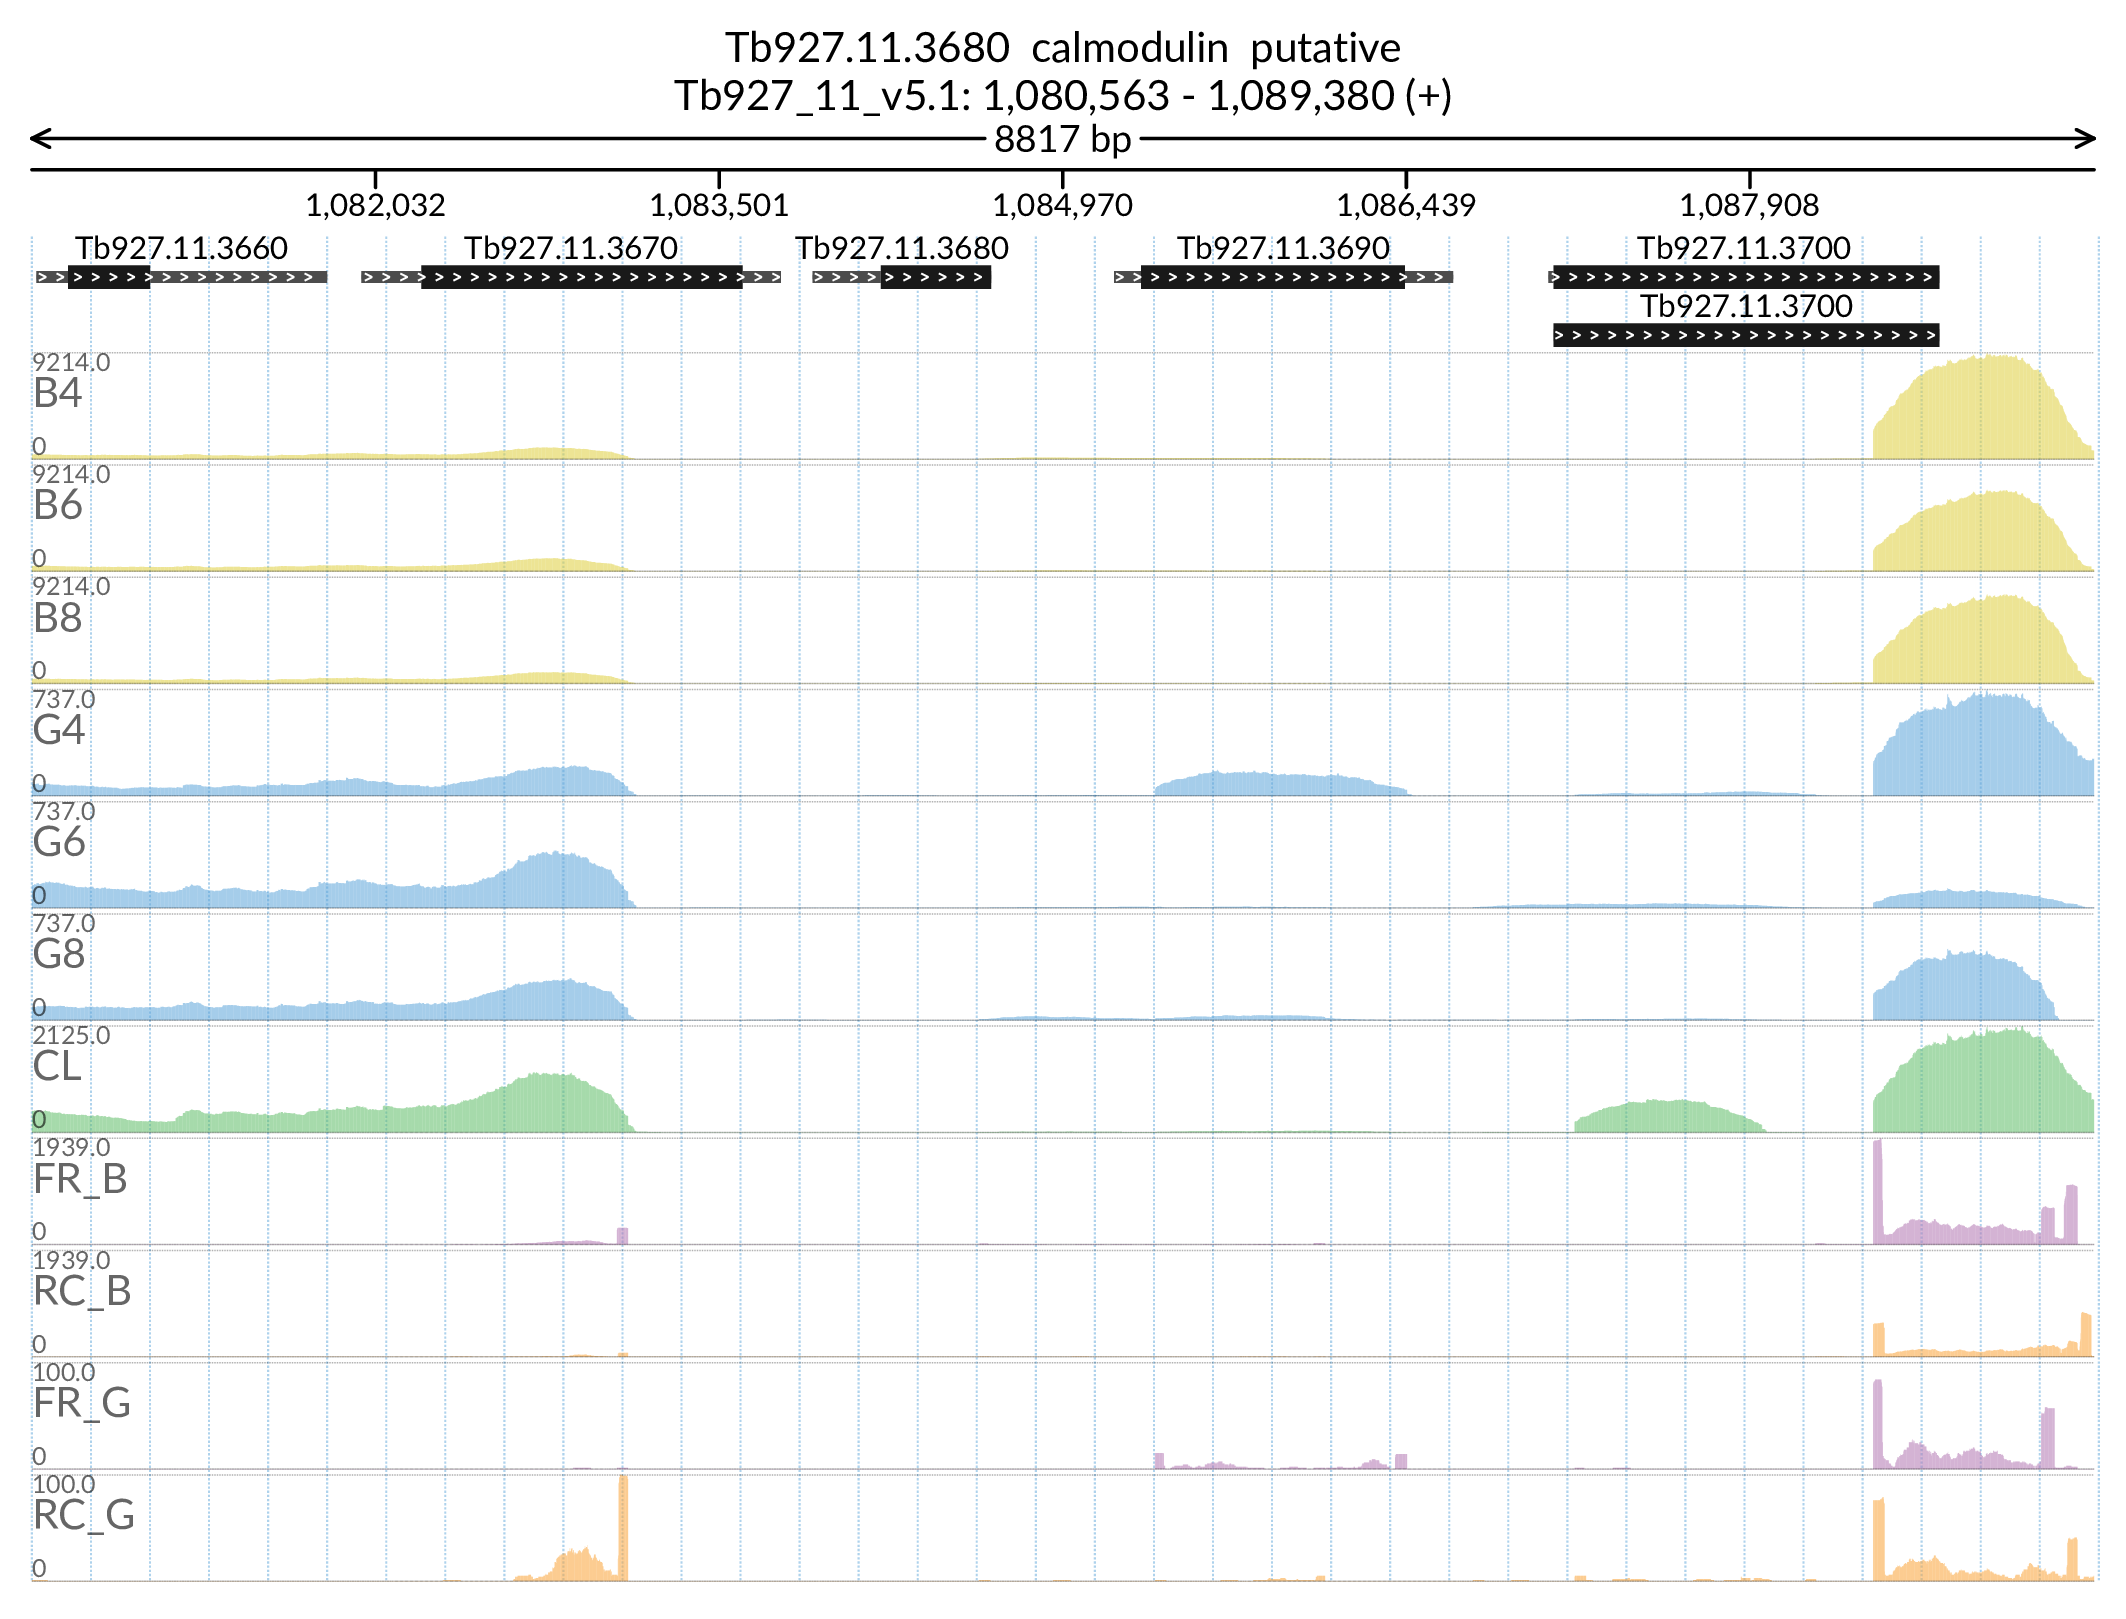 Tb927.11.3680 calmodulin putative
Tb927_11_v5.1: 1,080,563 - 1,089,380 (+)
8817 bp
1,082,032 1,083,501 1,084,970 1,086,439 1,087,908
Tb927.11.3660 Tb927.11.3670 Tb927.11.3680 Tb927.11.3690 Tb927.11.3700
Tb927.11.3700
9214.0
B4
0
9214.0
B6
0
9214.0
B8
0
737.0
G4
0
737.0
G6
0
737.0
G8
0
2125.0
CL
0
1939.0
FR_B
0
1939.0
RC_B
0
100.0
FR_G
0
100.0
RC_G
0